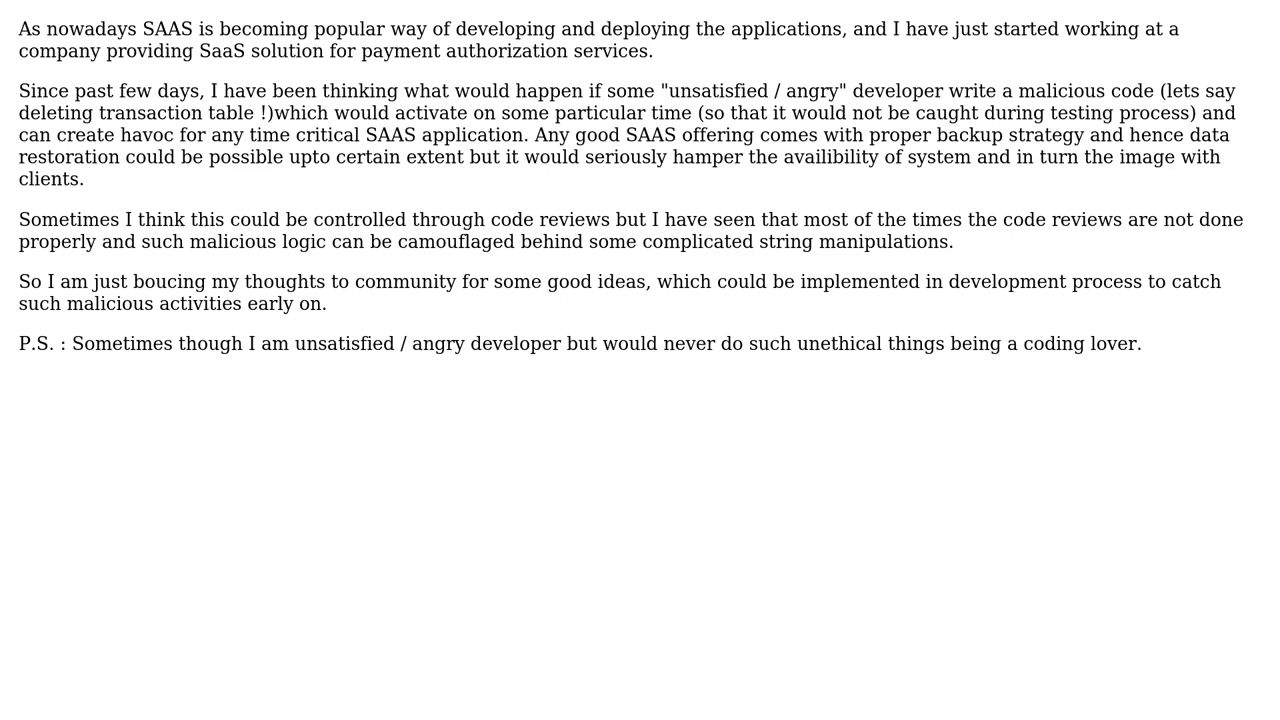 As nowadays SAAS is becoming popular way of developing and deploying the applications, and I have just started working at a
company providing SaaS solution for payment authorization services.
Since past few days, I have been thinking what would happen if some "unsatisfied / angry" developer write a malicious code (lets say
deleting transaction table !)which would activate on some particular time (so that it would not be caught during testing process) and
can create havoc for any time critical SAAS application. Any good SAAS offering comes with proper backup strategy and hence data
restoration could be possible upto certain extent but it would seriously hamper the availibility of system and in turn the image with
clients.
Sometimes I think this could be controlled through code reviews but I have seen that most of the times the code reviews are not done
properly and such malicious logic can be camouflaged behind some complicated string manipulations.
So I am just boucing my thoughts to community for some good ideas, which could be implemented in development process to catch
such malicious activities early on.
P.S. : Sometimes though I am unsatisfied / angry developer but would never do such unethical things being a coding lover.